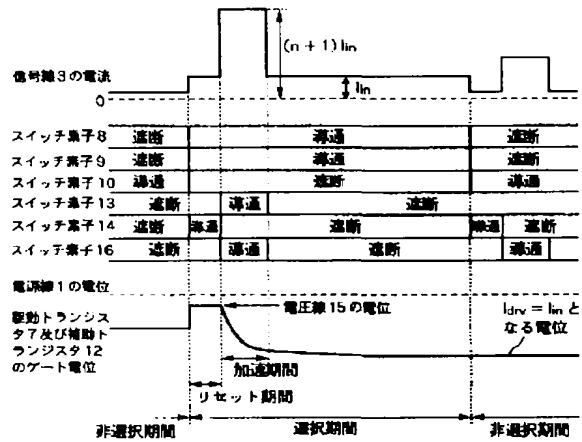 (n + 1) Iin
信号線3の電流
Iin
0
スイッチ素子8 遮断 導通 遮断
スイッチ素子9 遮断 導通 遮断
スイッチ素子10 導通 遮断 導通
スイッチ素子13 遮断 導通 遮断
スイッチ素子14 遮断 導通 遮断 導通 遮断
スイッチ素子16 遮断 導通 遮断 導通
電源線1の電位
電圧線15の電位
Idrv = Iin と
なる電位
駆動トランジス
タ7及び補助ト
ランジスタ12
のゲート電位
加速期間
リセット期間
非選択期間 選択期間 非選択期間